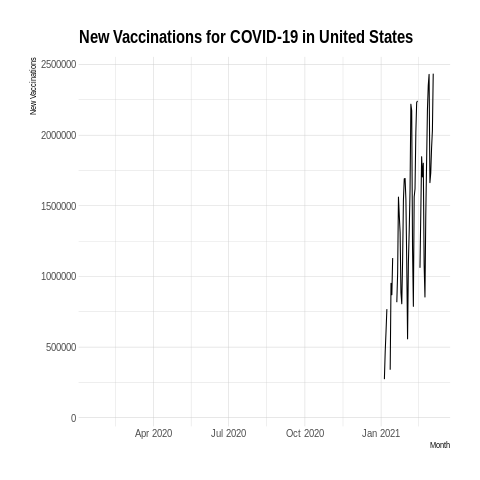 New Vaccinations for COVID-19 in United States
New Vaccinations
2500000
2000000
1500000
1000000
500000
0
Apr 2020 Jul 2020 Oct 2020 Jan 2021
Month